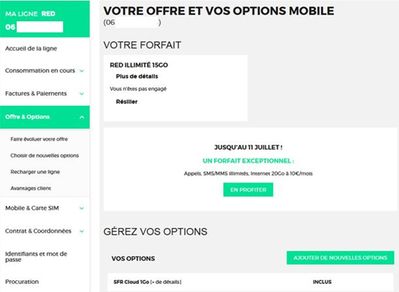 MA LIGNE RED
06
Accueil de la ligne
Consommation en cours
Factures & Paiements
Offre & Options
Faire évoluer votre offre
Choisir de nouvelles options
Recharger une ligne
Avantages client
Mobile & Carte SIM
Contrat & Coordonnées
Identifiants et mot de
passe
Procuration
VOTRE OFFRE ET VOS OPTIONS MOBILE
(06 )
VOTRE FORFAIT
RED ILLIMITÉ 15GO
Plus de détails
Vous n'êtes pas engagé
Résilier
JUSQU'AU 11 JUILLET !
UN FORFAIT EXCEPTIONNEL :
Appels, SMS/MMS illimités, Internet 20Go à 10€/mois
EN PROFITER
GÉREZ VOS OPTIONS
VOS OPTIONS
AJOUTER DE NOUVELLES OPTIONS
SFR Cloud 1Go (+ de détails) INCLUS